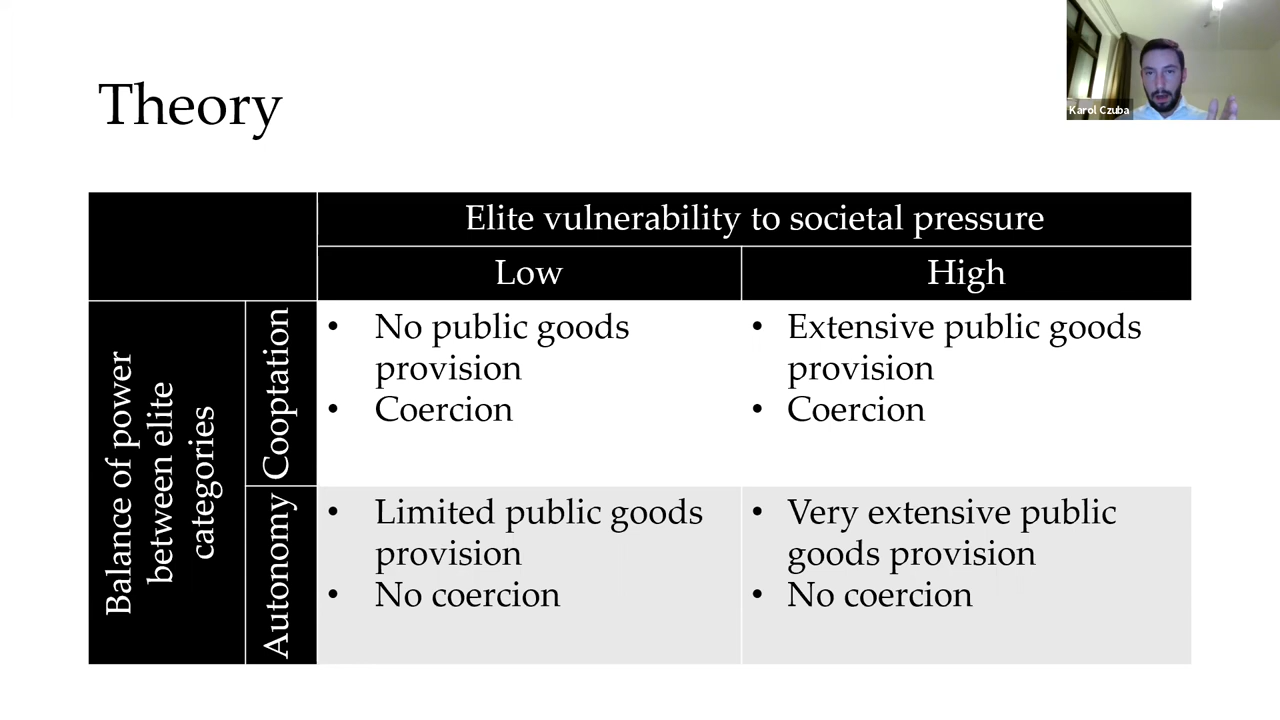 Theory
Karol Czuba
Elite vulnerability to societal pressure
Low
High
Balance of power
between elite
categories
Cooptation
• No public goods
provision
• Coercion
• Extensive public goods
provision
• Coercion
Autonomy
• Limited public goods
provision
• No coercion
• Very extensive public
goods provision
• No coercion